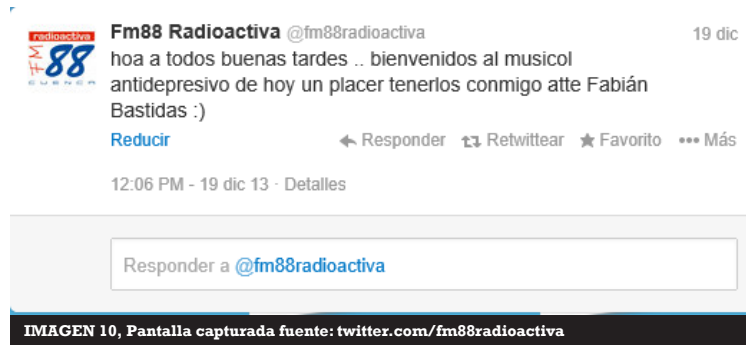 radioactiva
FM
88
CUENCA
Fm88 Radioactiva @fm88radioactiva
19 dic
hoa a todos buenas tardes .. bienvenidos al musicol
antidepresivo de hoy un placer tenerlos conmigo atte Fabián
Bastidas :)
Reducir
Responder
Retwittear
Favorito
Más
12:06 PM - 19 dic 13 · Detalles
Responder a @fm88radioactiva
IMAGEN 10, Pantalla capturada fuente: twitter.com/fm88radioactiva